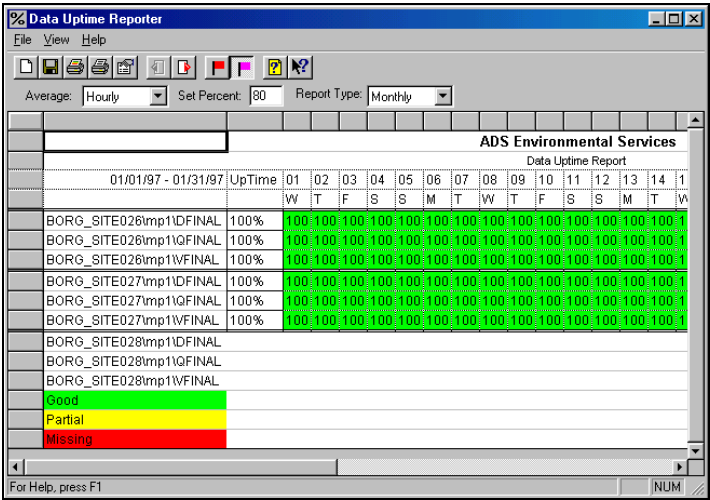 Data Uptime Reporter
File View Help
Average: Hourly Set Percent: 80 Report Type: Monthly
ADS Environmental Services
Data Uptime Report
01/01/97 - 01/31/97 UpTime 01 02 03 04 05 06 07 08 09 10 11 12 13 14 1
W T F S S M T W T F S S M T W
BORG_SITE026\mp1\DFINAL 100% 100 100 100 100 100 100 100 100 100 100 100 100 100 100 1
BORG_SITE026\mp1\QFINAL 100% 100 100 100 100 100 100 100 100 100 100 100 100 100 100 1
BORG_SITE026\mp1\VFINAL 100% 100 100 100 100 100 100 100 100 100 100 100 100 100 100 1
BORG_SITE027\mp1\DFINAL 100% 100 100 100 100 100 100 100 100 100 100 100 100 100 100 1
BORG_SITE027\mp1\QFINAL 100% 100 100 100 100 100 100 100 100 100 100 100 100 100 100 1
BORG_SITE027\mp1\VFINAL 100% 100 100 100 100 100 100 100 100 100 100 100 100 100 100 1
BORG_SITE028\mp1\DFINAL
BORG_SITE028\mp1\QFINAL
BORG_SITE028\mp1\VFINAL
Good
Partial
Missing
For Help, press F1 NUM